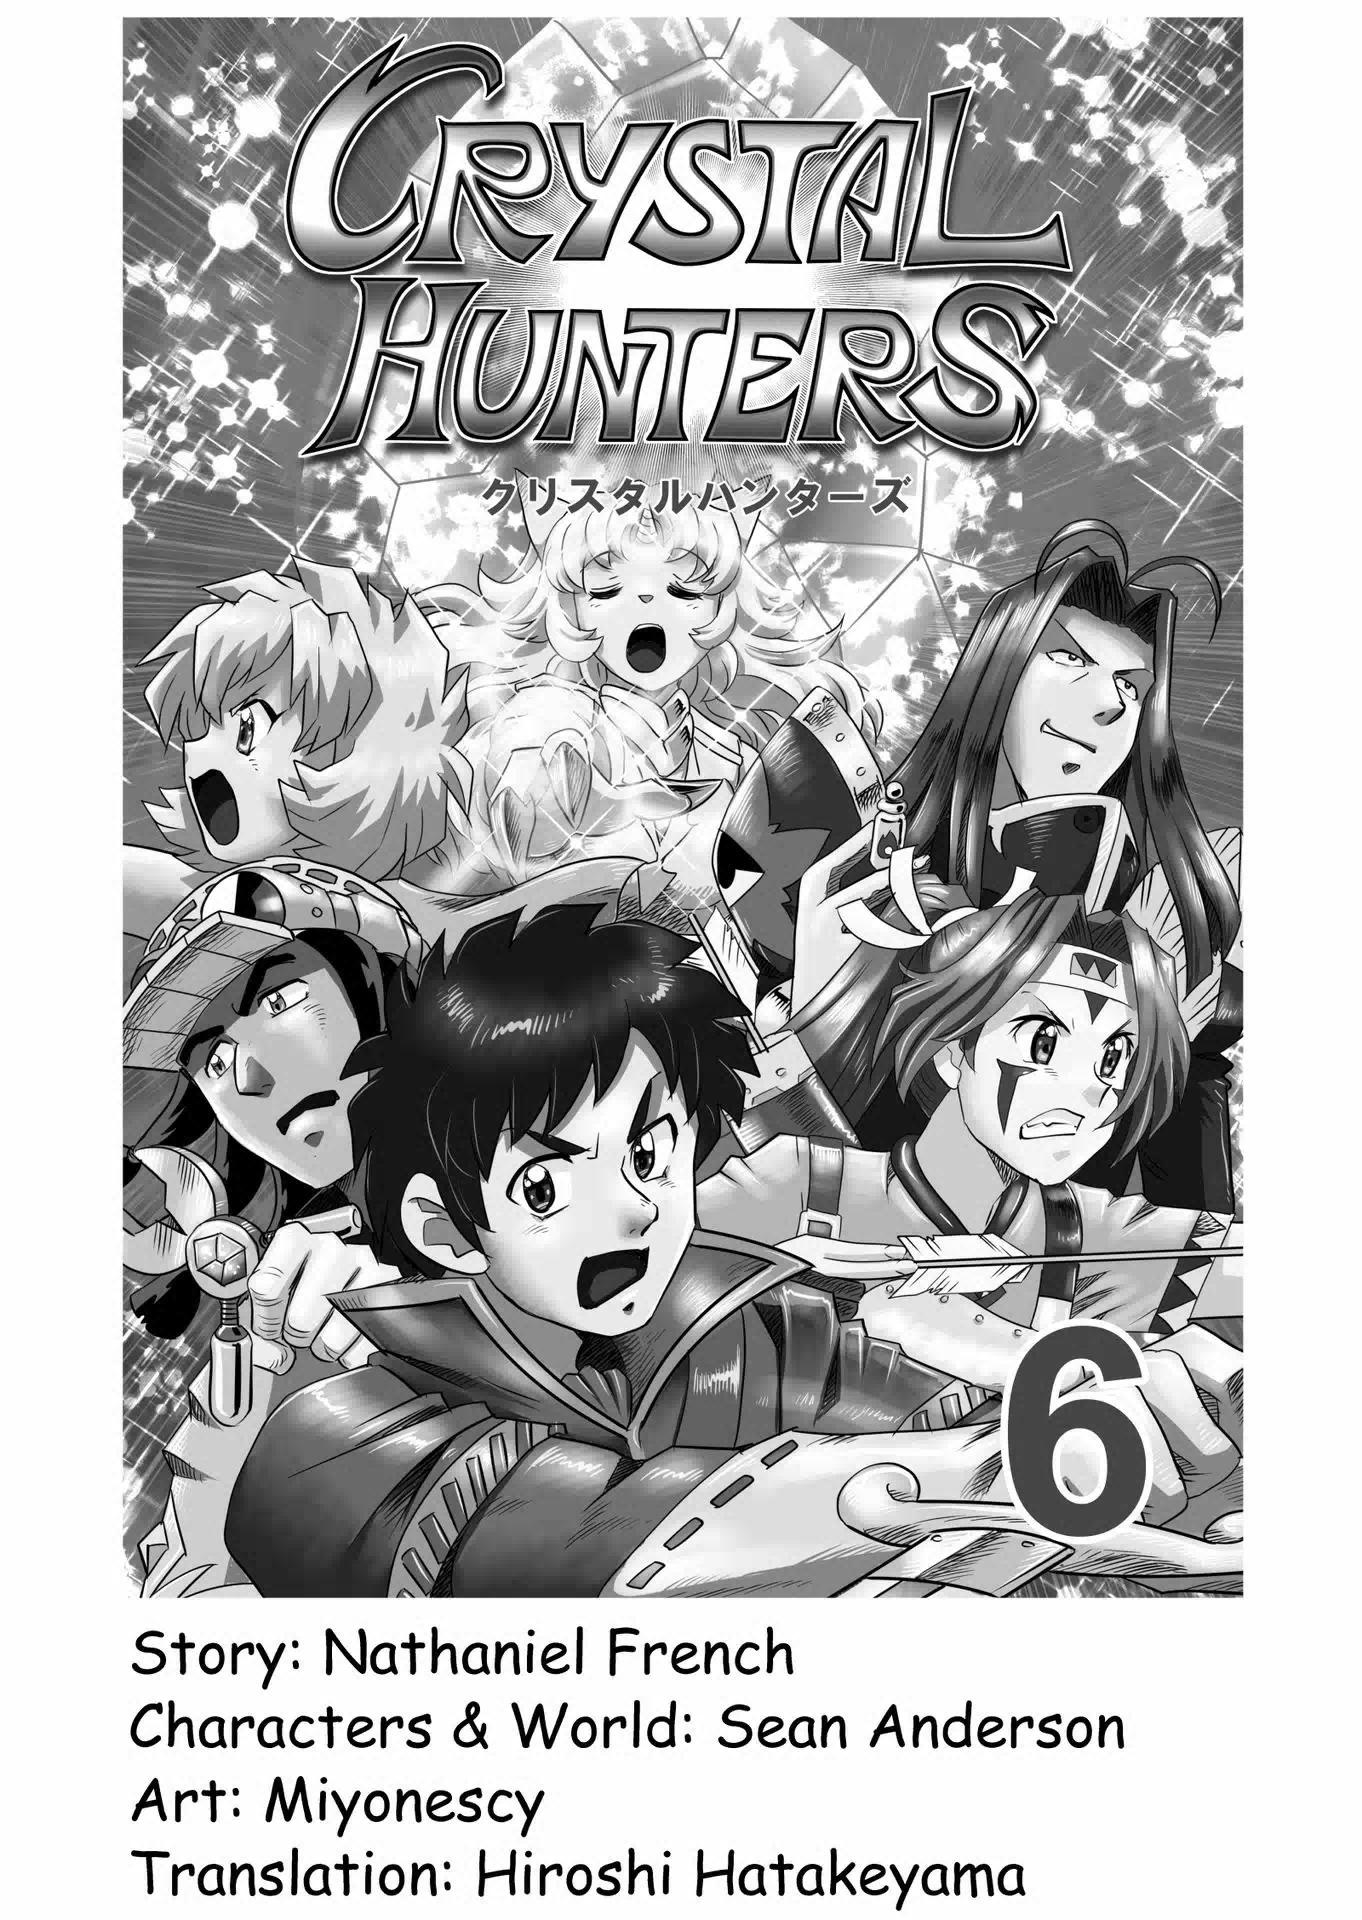 CRYSTAL
HUNTERS
クリスタルハンターズ
6
Story: Nathaniel French
Characters & World: Sean Anderson
Art: Miyonescy
Translation: Hiroshi Hatakeyama